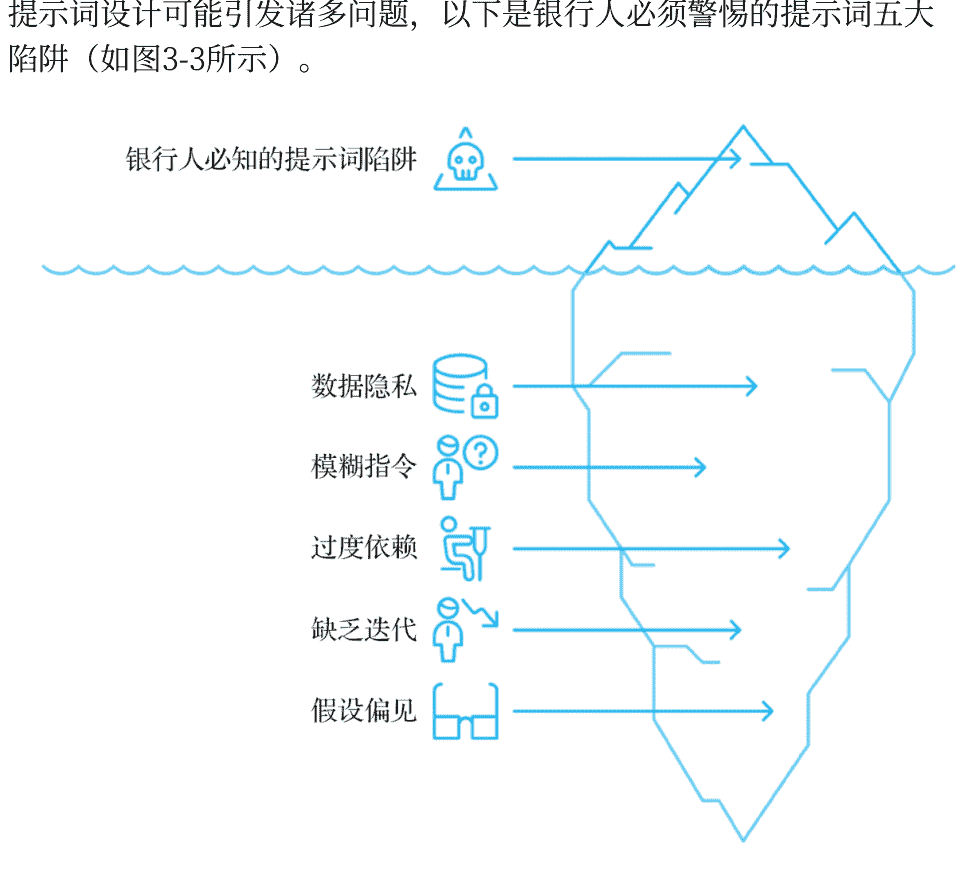 提示词设计可能引发诸多问题，以下是银行人必须警惕的提示词五大
陷阱（如图3-3所示）。
银行人必知的提示词陷阱
数据隐私
模糊指令
过度依赖
缺乏迭代
假设偏见